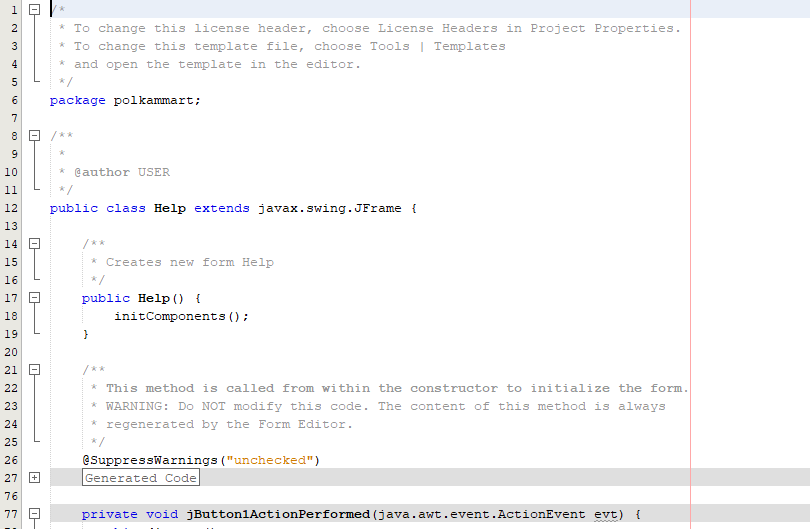 1 /*
2 * To change this license header, choose License Headers in Project Properties.
3 * To change this template file, choose Tools | Templates
4 * and open the template in the editor.
5 */
6 package polkammart;
7
8 /**
9 *
10 * @author USER
11 */
12 public class Help extends javax.swing.JFrame {
13
14 /**
15 * Creates new form Help
16 */
17 public Help() {
18 initComponents();
19 }
20
21 /**
22 * This method is called from within the constructor to initialize the form.
23 * WARNING: Do NOT modify this code. The content of this method is always
24 * regenerated by the Form Editor.
25 */
26 @SuppressWarnings("unchecked")
27 Generated Code
76
77 private void jButton1ActionPerformed(java.awt.event.ActionEvent evt) {